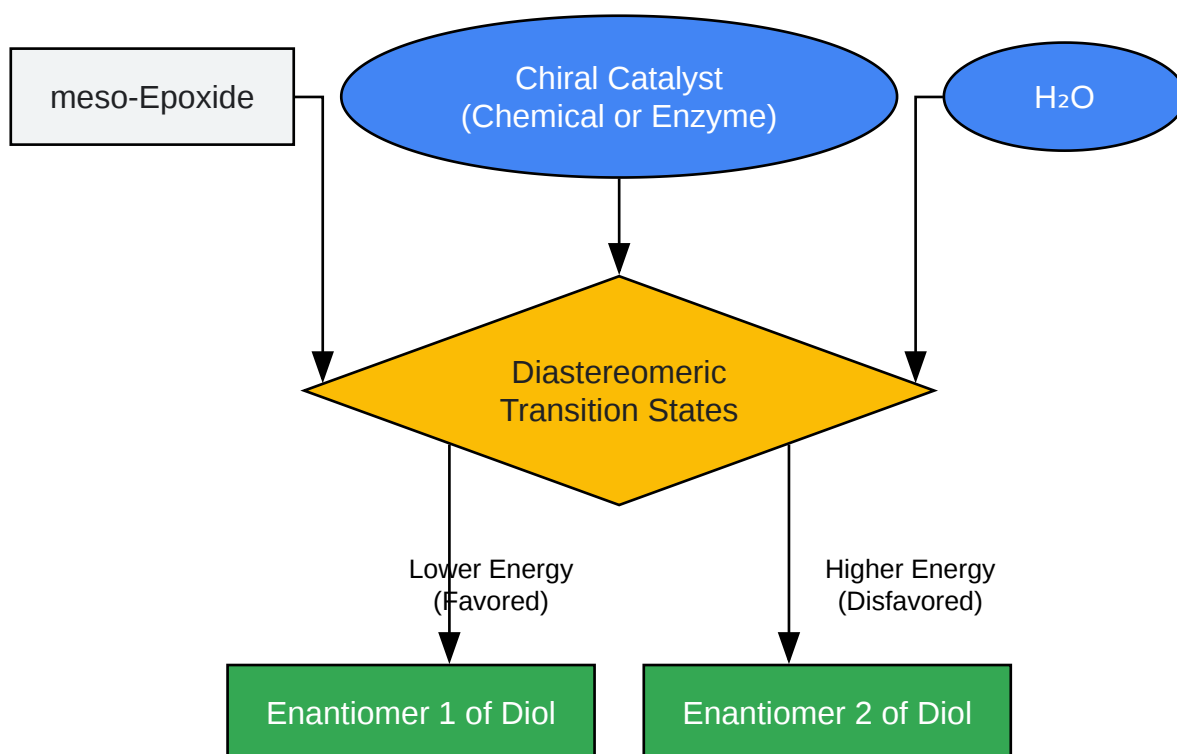 meso-Epoxide
Chiral Catalyst
(Chemical or Enzyme)
H₂O
Diastereomeric
Transition States
Lower Energy
(Favored)
Higher Energy
(Disfavored)
Enantiomer 1 of Diol
Enantiomer 2 of Diol